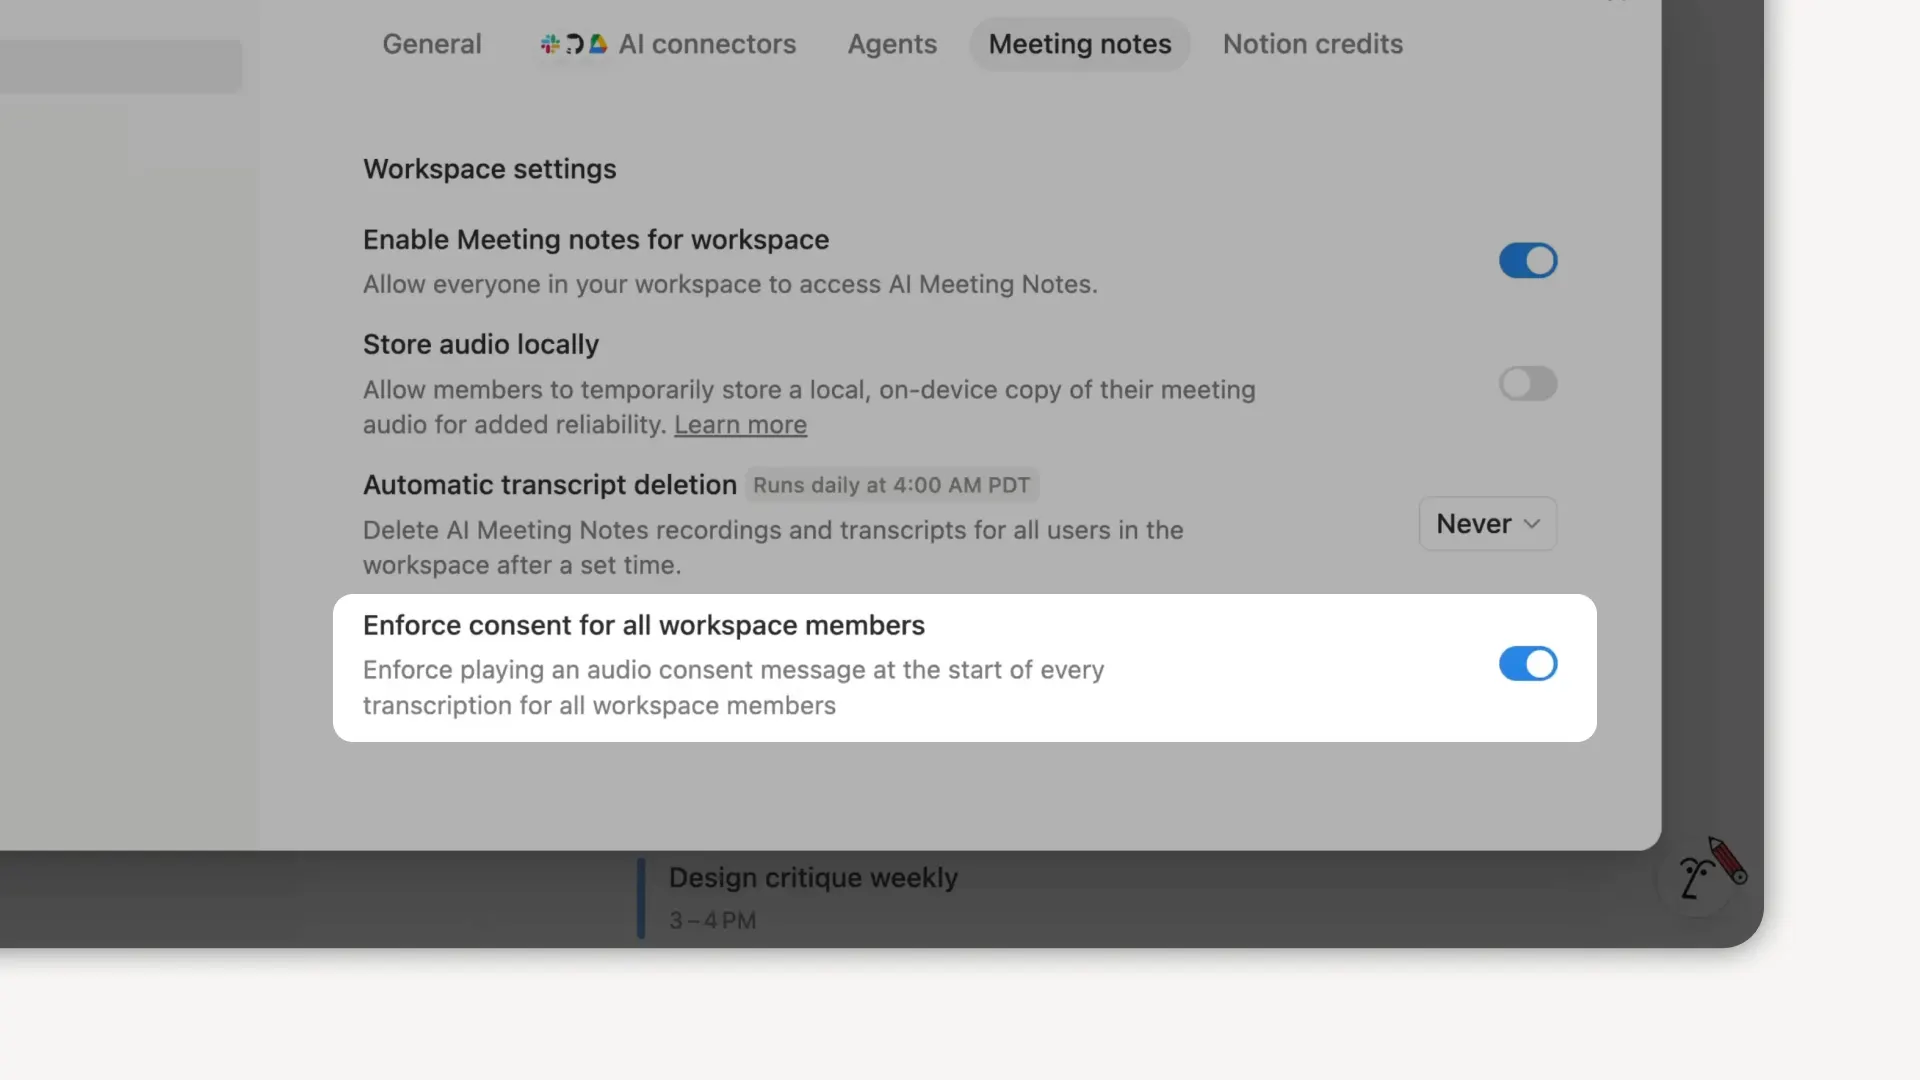 General AI connectors Agents Meeting notes Notion credits
Workspace settings
Enable Meeting notes for workspace
Allow everyone in your workspace to access AI Meeting Notes.
Store audio locally
Allow members to temporarily store a local, on-device copy of their meeting
audio for added reliability. Learn more
Automatic transcript deletion Runs daily at 4:00 AM PDT
Delete AI Meeting Notes recordings and transcripts for all users in the
workspace after a set time.
Never
Enforce consent for all workspace members
Enforce playing an audio consent message at the start of every
transcription for all workspace members
Design critique weekly
3 – 4 PM